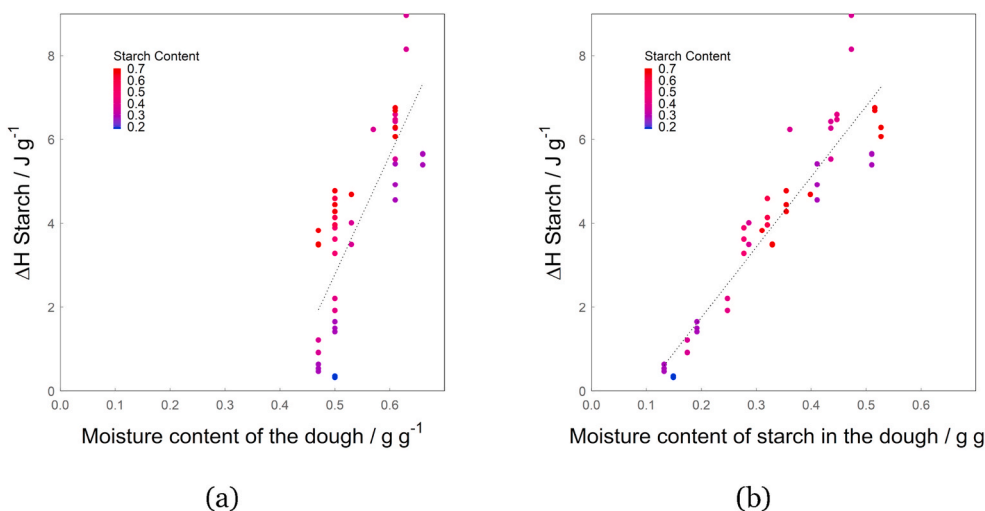 Starch Content
0.7
0.6
0.5
0.4
0.3
0.2
8
6
4
2
0
0.0 0.1 0.2 0.3 0.4 0.5 0.6
ΔH Starch / J g⁻¹
Moisture content of the dough / g g⁻¹
(a)
Starch Content
0.7
0.6
0.5
0.4
0.3
0.2
8
6
4
2
0
0.0 0.1 0.2 0.3 0.4 0.5 0.6
ΔH Starch / J g⁻¹
Moisture content of starch in the dough / g g
(b)